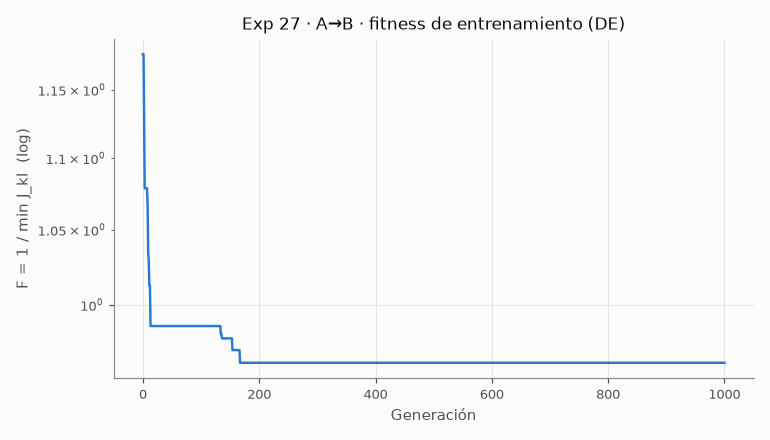 Exp 27 · A→B · fitness de entrenamiento (DE)
F = 1 / min J_kl (log)
1.15 × 10⁰
1.1 × 10⁰
1.05 × 10⁰
10⁰
0 200 400 600 800 1000
Generación